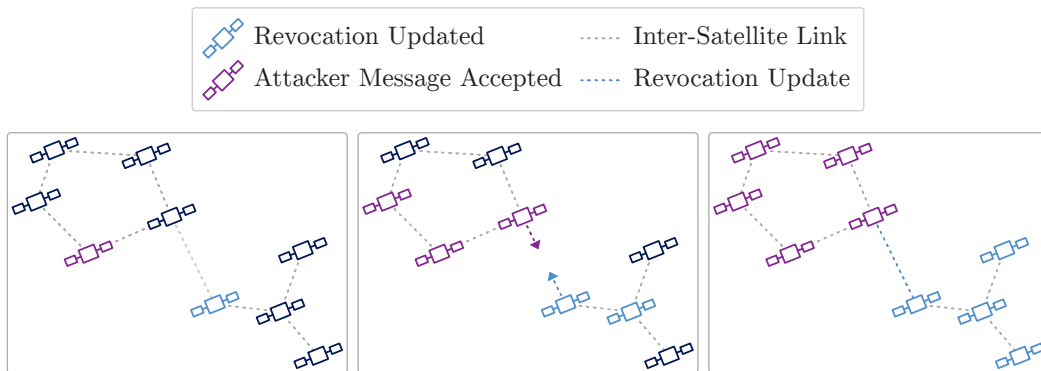 Revocation Updated
Inter-Satellite Link
Attacker Message Accepted
Revocation Update